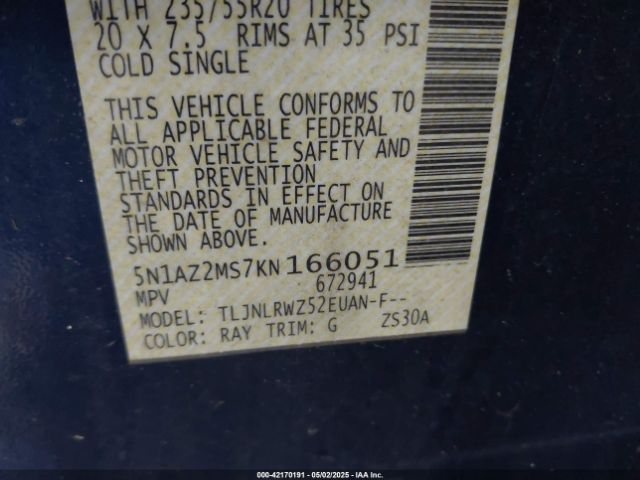 WITH 235/55R20 TIRES
20 X 7.5 RIMS AT 35 PSI
COLD SINGLE
THIS VEHICLE CONFORMS TO
ALL APPLICABLE FEDERAL
MOTOR VEHICLE SAFETY AND
THEFT PREVENTION
STANDARDS IN EFFECT ON
THE DATE OF MANUFACTURE
SHOWN ABOVE.
5N1AZ2MS7KN166051
MPV 672941
MODEL: TLJNLRWZ52EUAN-F--
COLOR: RAY TRIM: G ZS30A
000-42170191 - 05/02/2025 - IAA Inc.